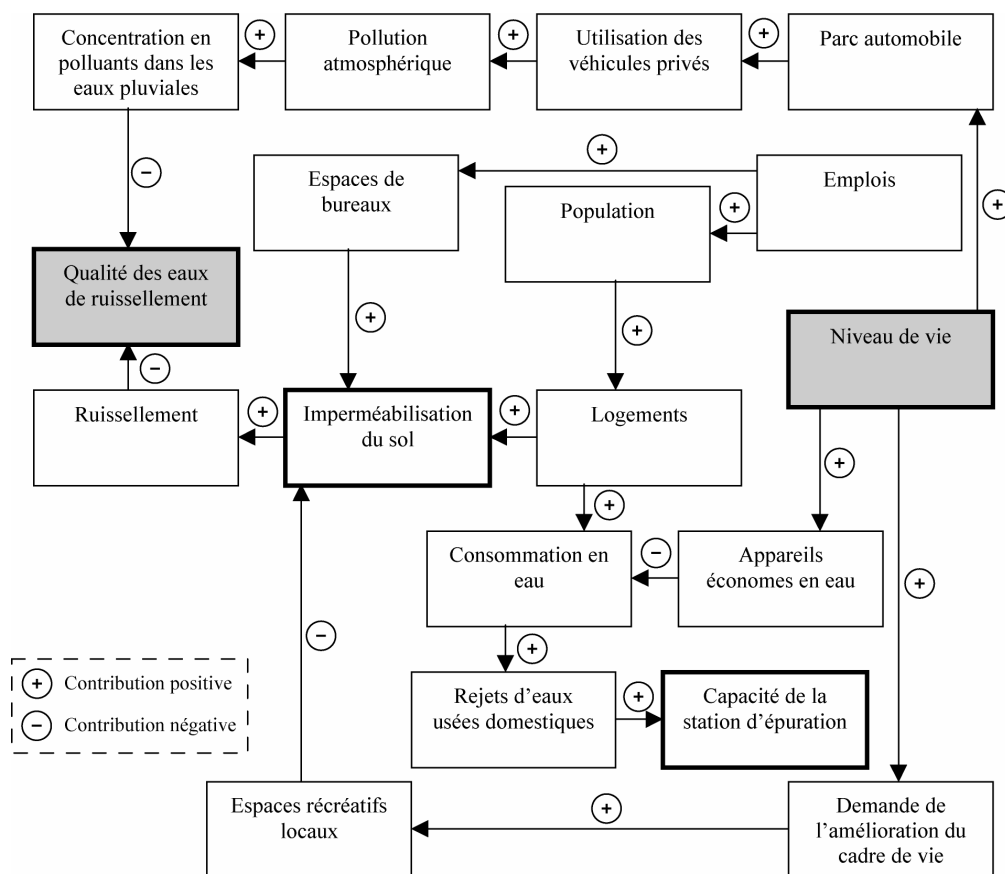 Concentration en
polluants dans les
eaux pluviales
+
Pollution
atmosphérique
+
Utilisation des
véhicules privés
+
Parc automobile
−
Espaces de
bureaux
+
Emplois
Population
+
+
Qualité des eaux
de ruissellement
+
+
Niveau de vie
−
Ruissellement
+
Imperméabilisation
du sol
+
Logements
+
+
Consommation en
eau
−
Appareils
économes en eau
+
−
+
Rejets d'eaux
usées domestiques
+
Capacité de la
station d'épuration
+ Contribution positive
− Contribution négative
Espaces récréatifs
locaux
+
Demande de
l'amélioration du
cadre de vie